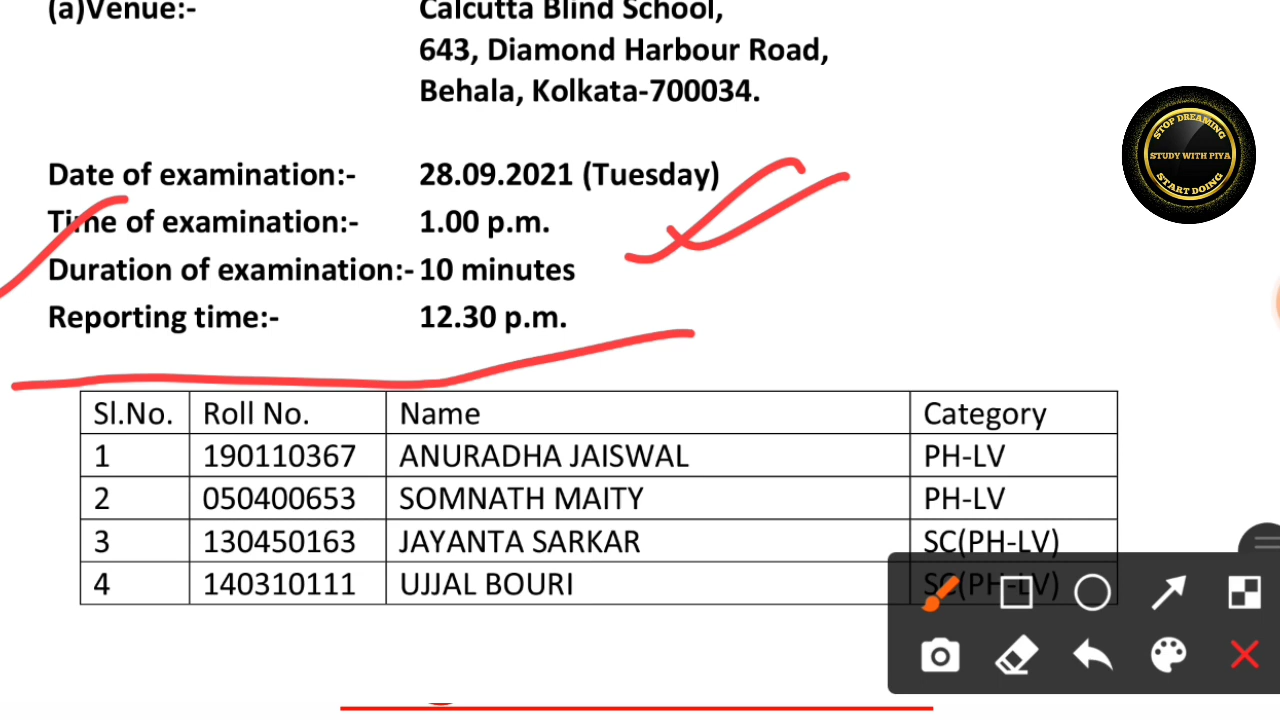 (a)Venue:- Calcutta Blind School,
643, Diamond Harbour Road,
Behala, Kolkata-700034.
STOP DREAMING
STUDY WITH PIYA
START DOING
Date of examination:- 28.09.2021 (Tuesday)
Time of examination:- 1.00 p.m.
Duration of examination:- 10 minutes
Reporting time:- 12.30 p.m.
Sl.No. Roll No. Name Category
1 190110367 ANURADHA JAISWAL PH-LV
2 050400653 SOMNATH MAITY PH-LV
3 130450163 JAYANTA SARKAR SC(PH-LV)
4 140310111 UJJAL BOURI SC(PH-LV)